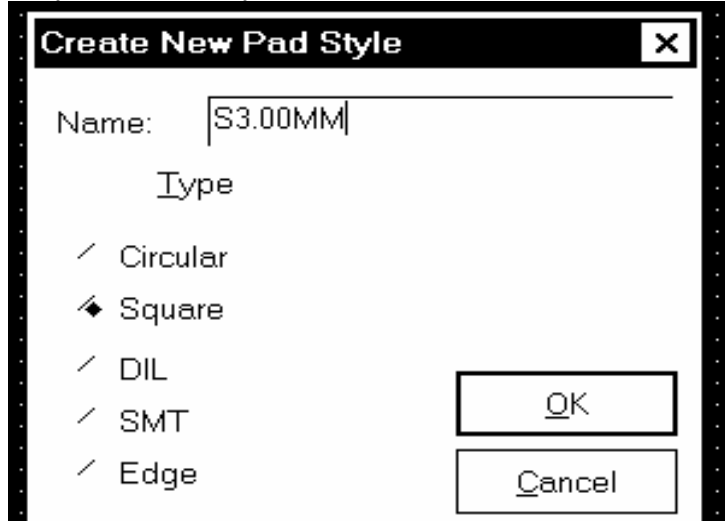 Create New Pad Style
Name: S3.00MM
Type
Circular
Square
DIL
SMT
OK
Edge
Cancel